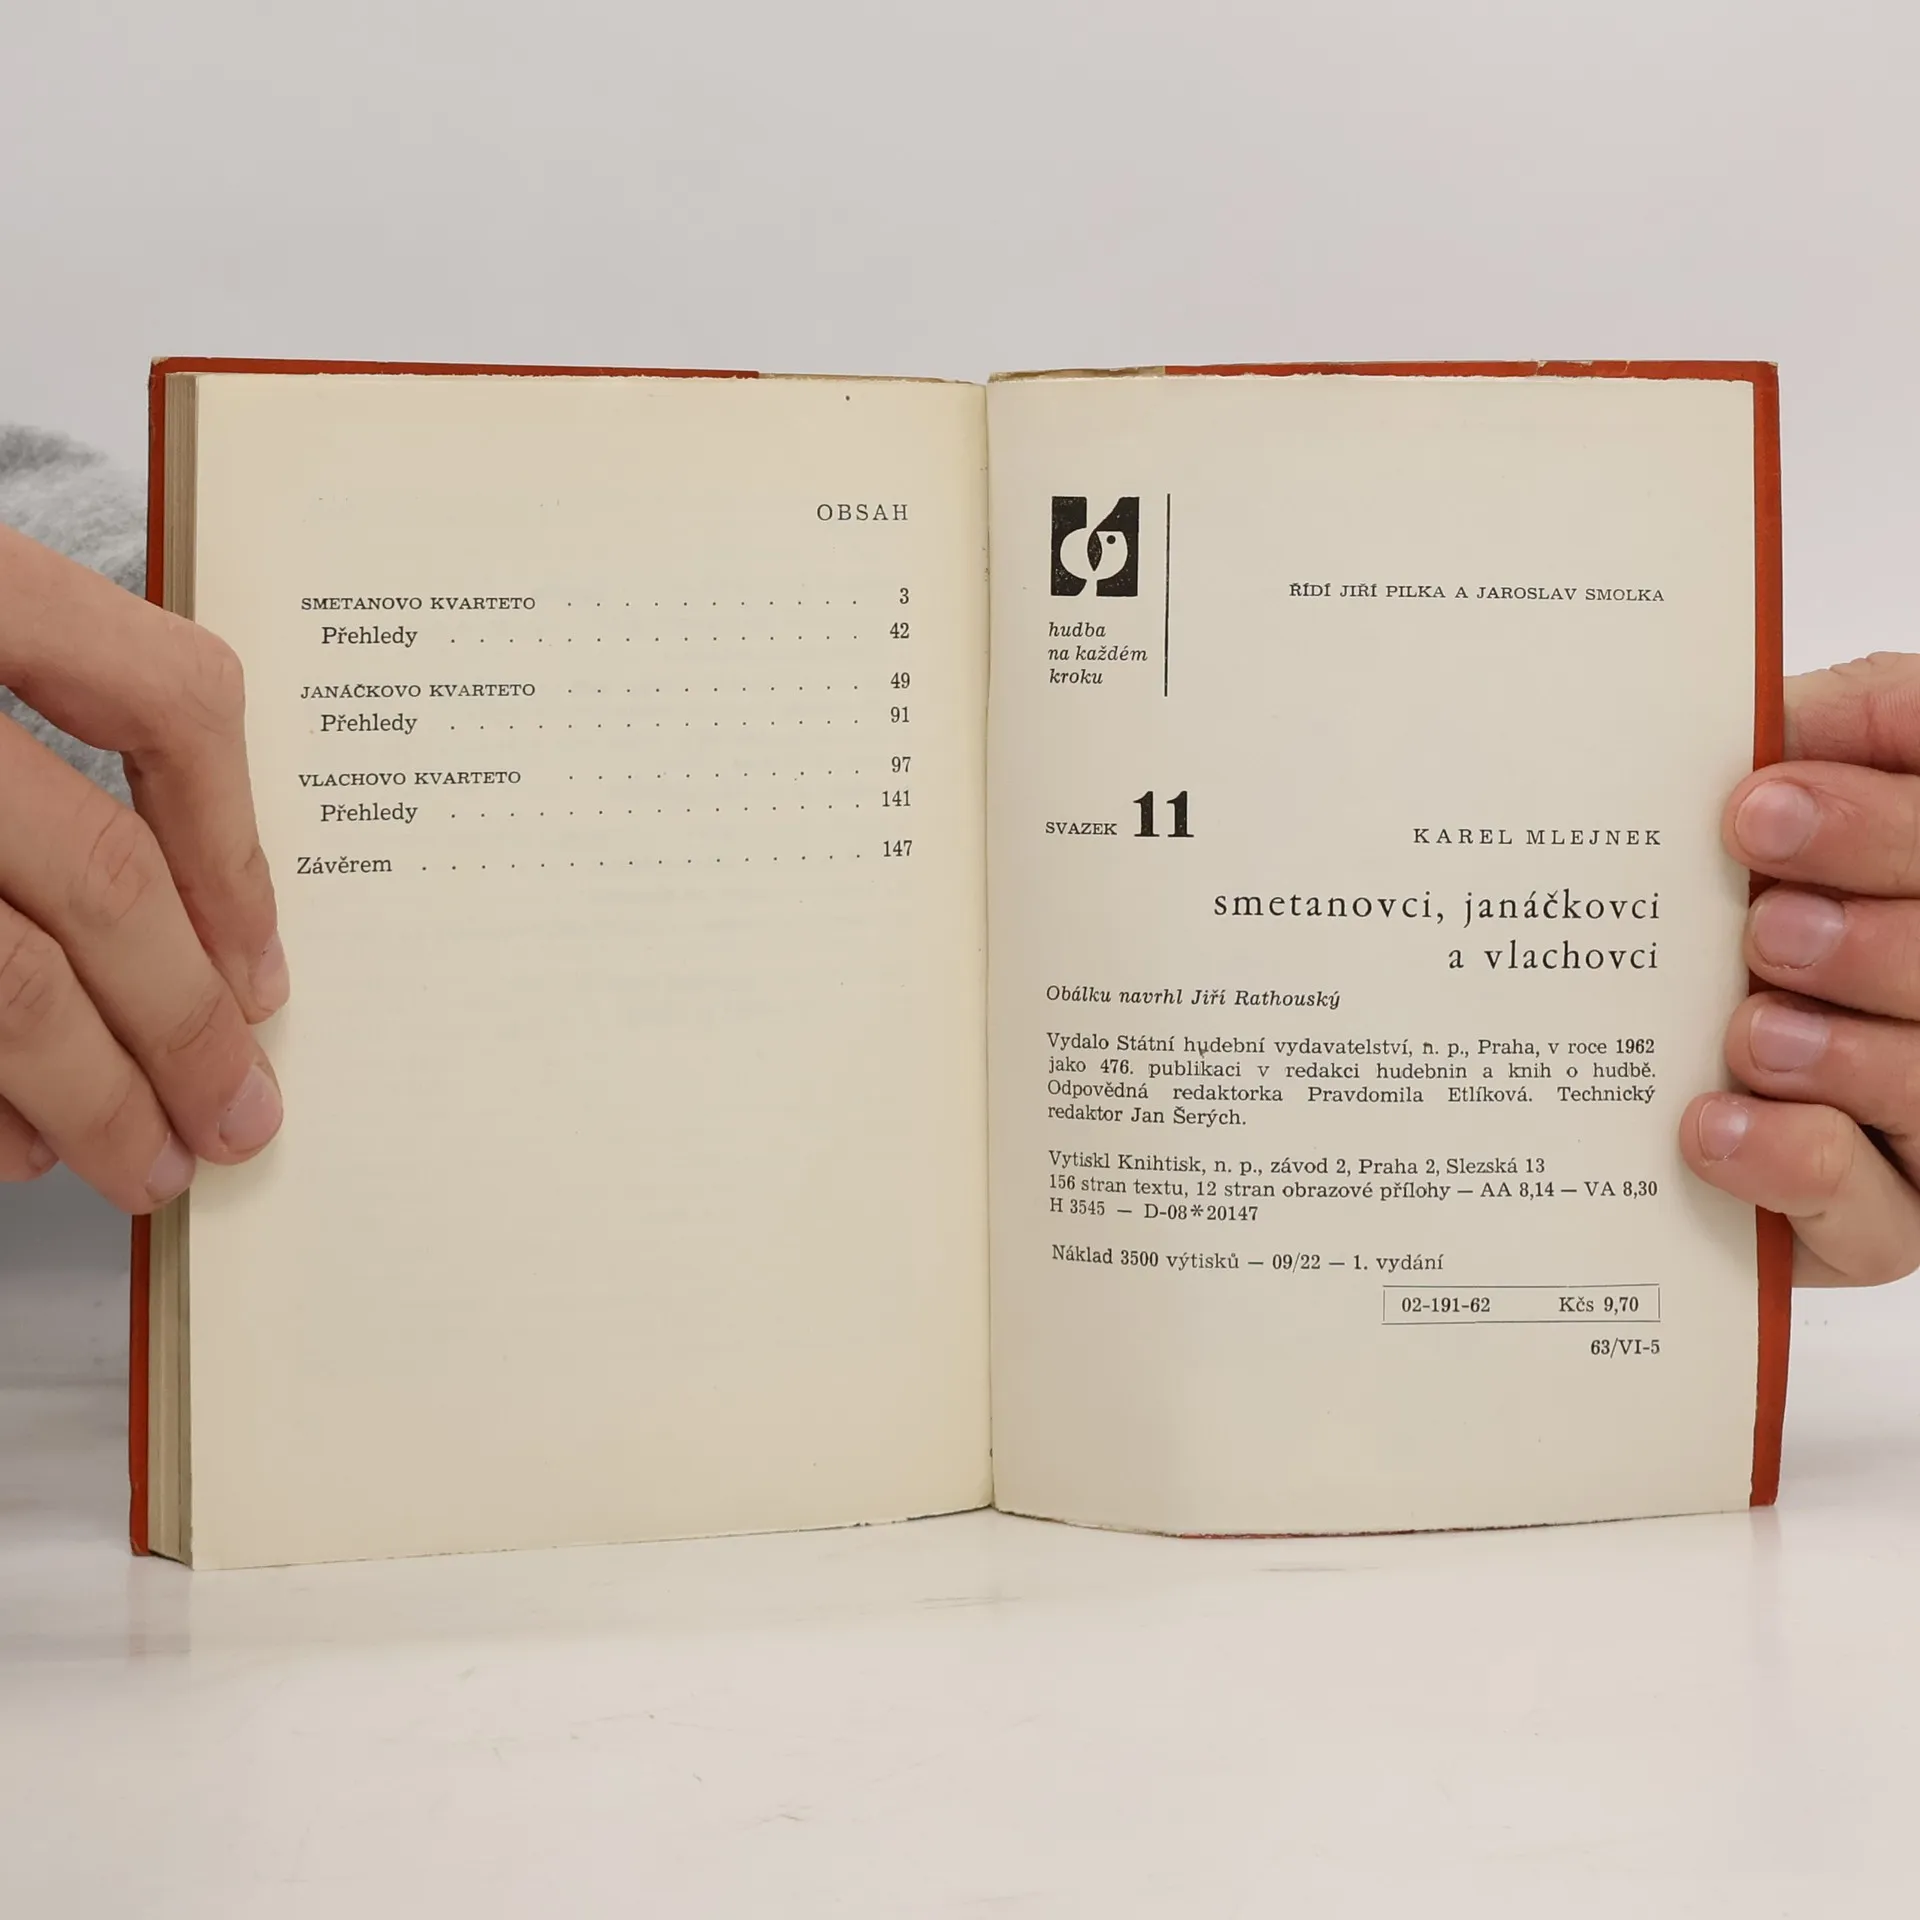 OBSAH
SMETANOVO KVARTETO . . . . . . . . . . . 3
Přehledy . . . . . . . . . . . . . . . 42
JANÁČKOVO KVARTETO . . . . . . . . . . . 49
Přehledy . . . . . . . . . . . . . . . 91
VLACHOVO KVARTETO . . . . . . . . . . . 97
Přehledy . . . . . . . . . . . . . . . 141
Závěrem . . . . . . . . . . . . . . . . 147
ŘÍDÍ JIŘÍ PILKA A JAROSLAV SMOLKA
hudba
na každém
kroku
SVAZEK 11
KAREL MLEJNEK
smetanovci, janáčkovci
a vlachovci
Obálku navrhl Jiří Rathouský
Vydalo Státní hudební vydavatelství, n. p., Praha, v roce 1962
jako 476. publikaci v redakci hudebnin a knih o hudbě.
Odpovědná redaktorka Pravdomila Etlíková. Technický
redaktor Jan Šerých.
Vytiskl Knihtisk, n. p., závod 2, Praha 2, Slezská 13
156 stran textu, 12 stran obrazové přílohy — AA 8,14 — VA 8,30
H 3545 — D-08*20147
Náklad 3500 výtisků — 09/22 — 1. vydání
02-191-62 Kčs 9,70
63/VI-5